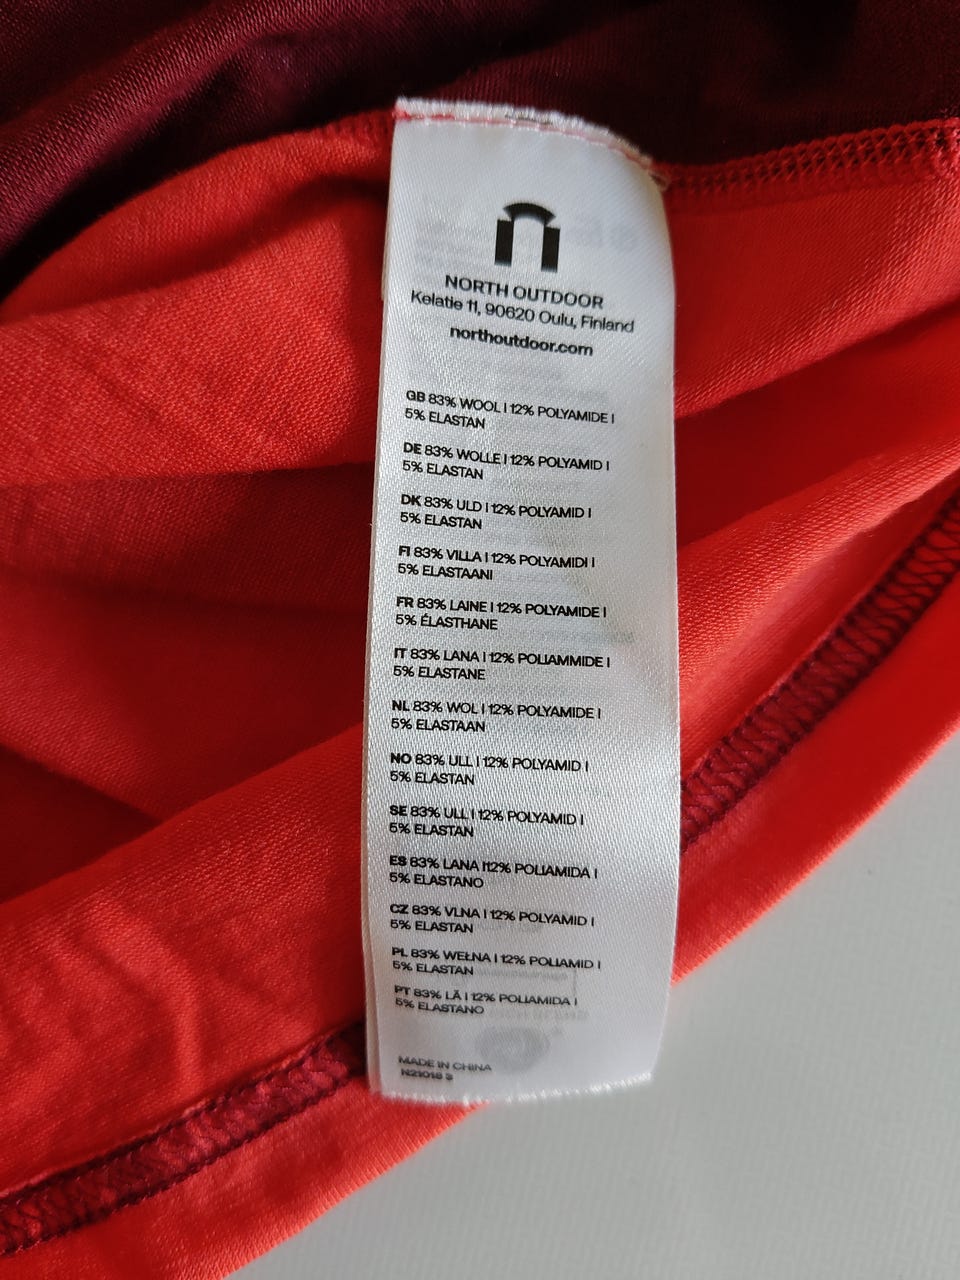 NORTH OUTDOOR
Kelatie 11, 90620 Oulu, Finland
northoutdoor.com
GB 83% WOOL | 12% POLYAMIDE |
5% ELASTAN
DE 83% WOLLE | 12% POLYAMID |
5% ELASTAN
DK 83% ULD | 12% POLYAMID |
5% ELASTAN
FI 83% VILLA | 12% POLYAMIDI |
5% ELASTAANI
FR 83% LAINE | 12% POLYAMIDE |
5% ÉLASTHANE
IT 83% LANA | 12% POLIAMMIDE |
5% ELASTANE
NL 83% WOL | 12% POLYAMIDE |
5% ELASTAAN
NO 83% ULL | 12% POLYAMID |
5% ELASTAN
SE 83% ULL | 12% POLYAMID |
5% ELASTAN
ES 83% LANA |12% POLIAMIDA |
5% ELASTANO
CZ 83% VLNA | 12% POLYAMID |
5% ELASTAN
PL 83% WEŁNA | 12% POLIAMID |
5% ELASTAN
PT 83% LÃ | 12% POLIAMIDA |
5% ELASTANO
MADE IN CHINA
N21018 S